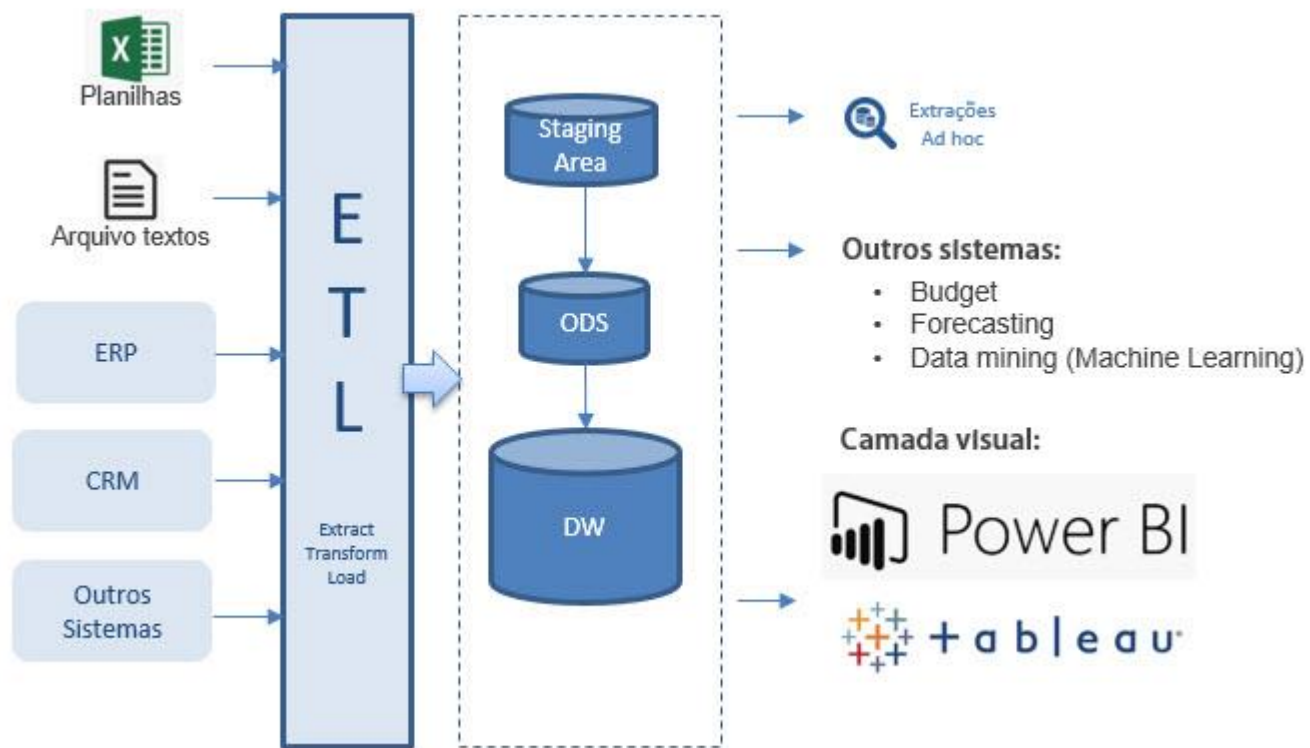 X
Planilhas
Arquivo textos
ERP
CRM
Outros
Sistemas
E
T
L
Extract
Transform
Load
Staging
Area
ODS
DW
Extrações
Ad hoc
Outros sistemas:
• Budget
• Forecasting
• Data mining (Machine Learning)
Camada visual:
Power BI
+ableau